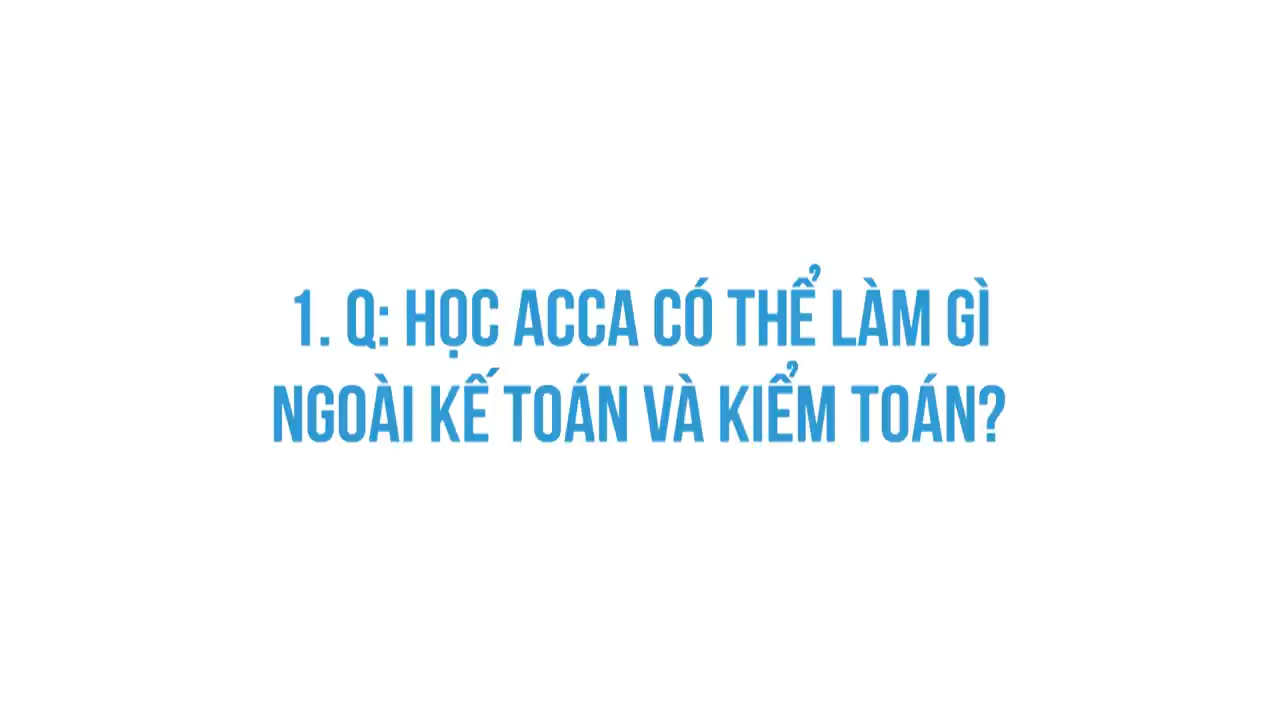 1. Q: HỌC ACCA CÓ THỂ LÀM GÌ
NGOÀI KẾ TOÁN VÀ KIỂM TOÁN?